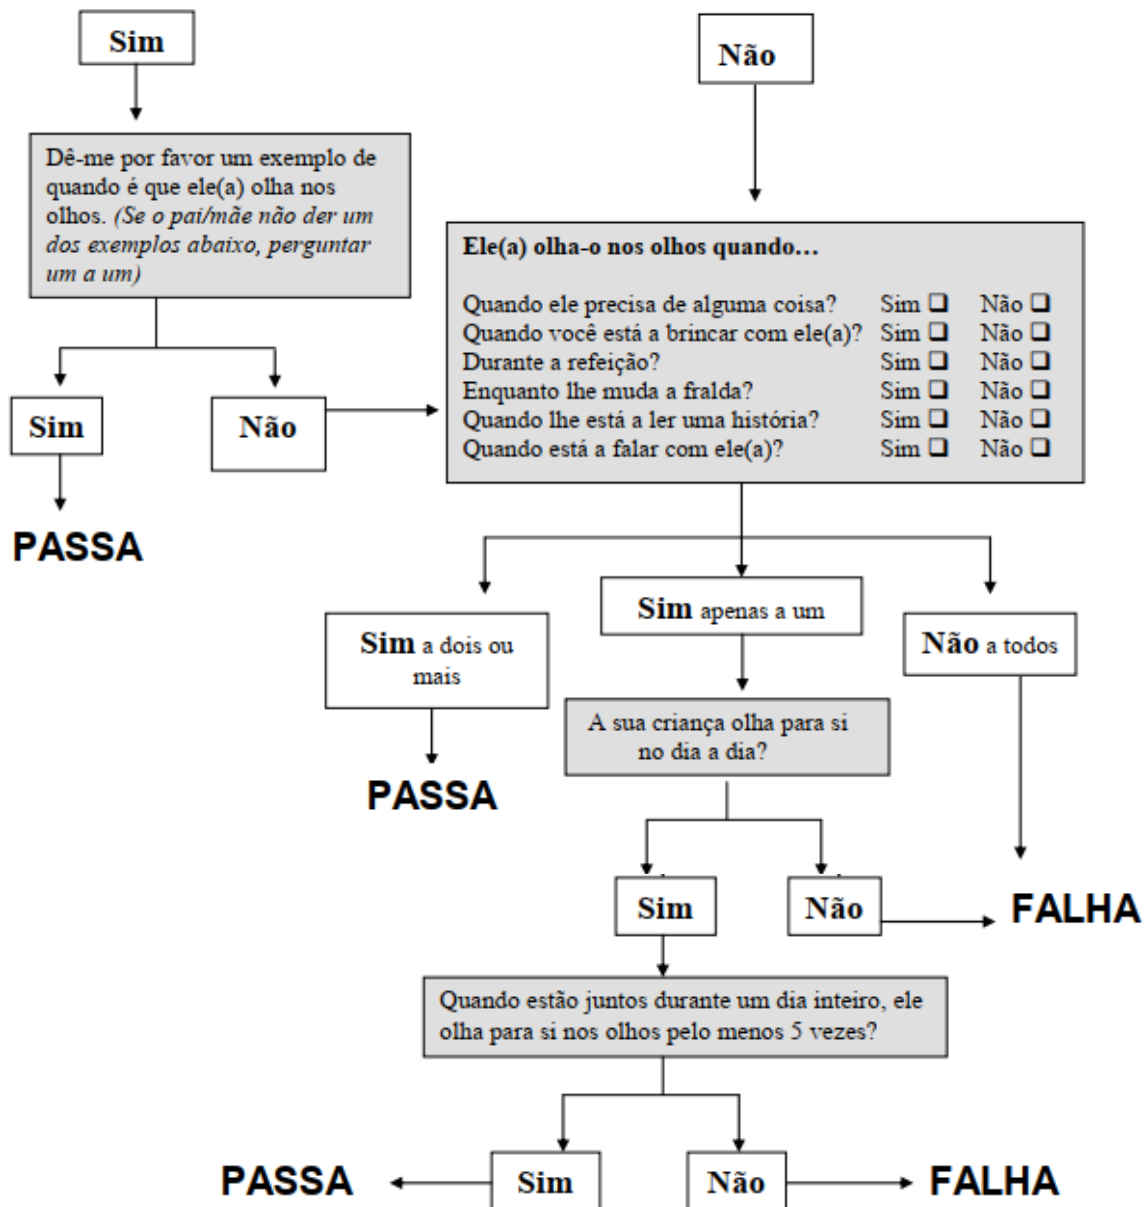 Sim
Não
Dê-me por favor um exemplo de
quando é que ele(a) olha nos
olhos. (Se o pai/mãe não der um
dos exemplos abaixo, perguntar
um a um)
Ele(a) olha-o nos olhos quando…
Quando ele precisa de alguma coisa? Sim ❑ Não ❑
Quando você está a brincar com ele(a)? Sim ❑ Não ❑
Durante a refeição? Sim ❑ Não ❑
Enquanto lhe muda a fralda? Sim ❑ Não ❑
Quando lhe está a ler uma história? Sim ❑ Não ❑
Quando está a falar com ele(a)? Sim ❑ Não ❑
Sim
Não
PASSA
Sim a dois ou
mais
Sim apenas a um
Não a todos
PASSA
A sua criança olha para si
no dia a dia?
Sim
Não
FALHA
Quando estão juntos durante um dia inteiro, ele
olha para si nos olhos pelo menos 5 vezes?
PASSA
Sim
Não
FALHA